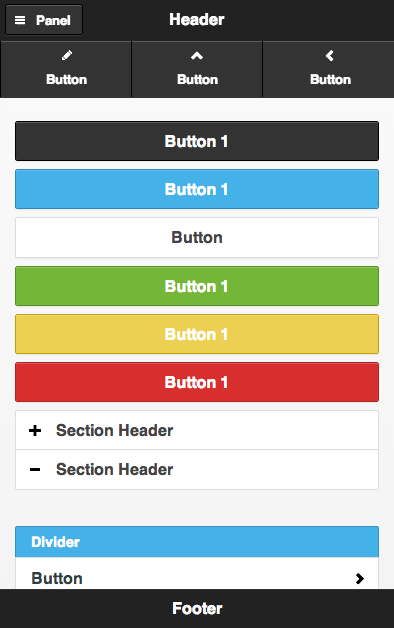 Panel
Header
Button
Button
Button
Button 1
Button 1
Button
Button 1
Button 1
Button 1
Section Header
Section Header
Divider
Button
Footer